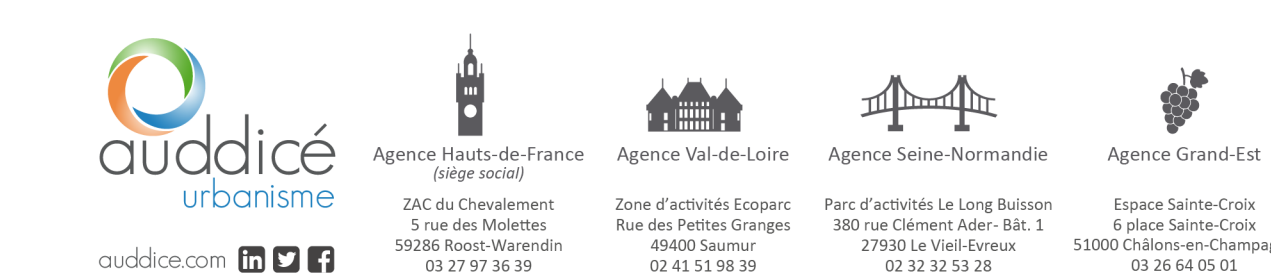 auddicé
urbanisme
auddice.com
Agence Hauts-de-France
(siège social)
ZAC du Chevalement
5 rue des Molettes
59286 Roost-Warendin
03 27 97 36 39
Agence Val-de-Loire
Zone d'activités Ecoparc
Rue des Petites Granges
49400 Saumur
02 41 51 98 39
Agence Seine-Normandie
Parc d'activités Le Long Buisson
380 rue Clément Ader- Bât. 1
27930 Le Vieil-Evreux
02 32 32 53 28
Agence Grand-Est
Espace Sainte-Croix
6 place Sainte-Croix
51000 Châlons-en-Champag
03 26 64 05 01